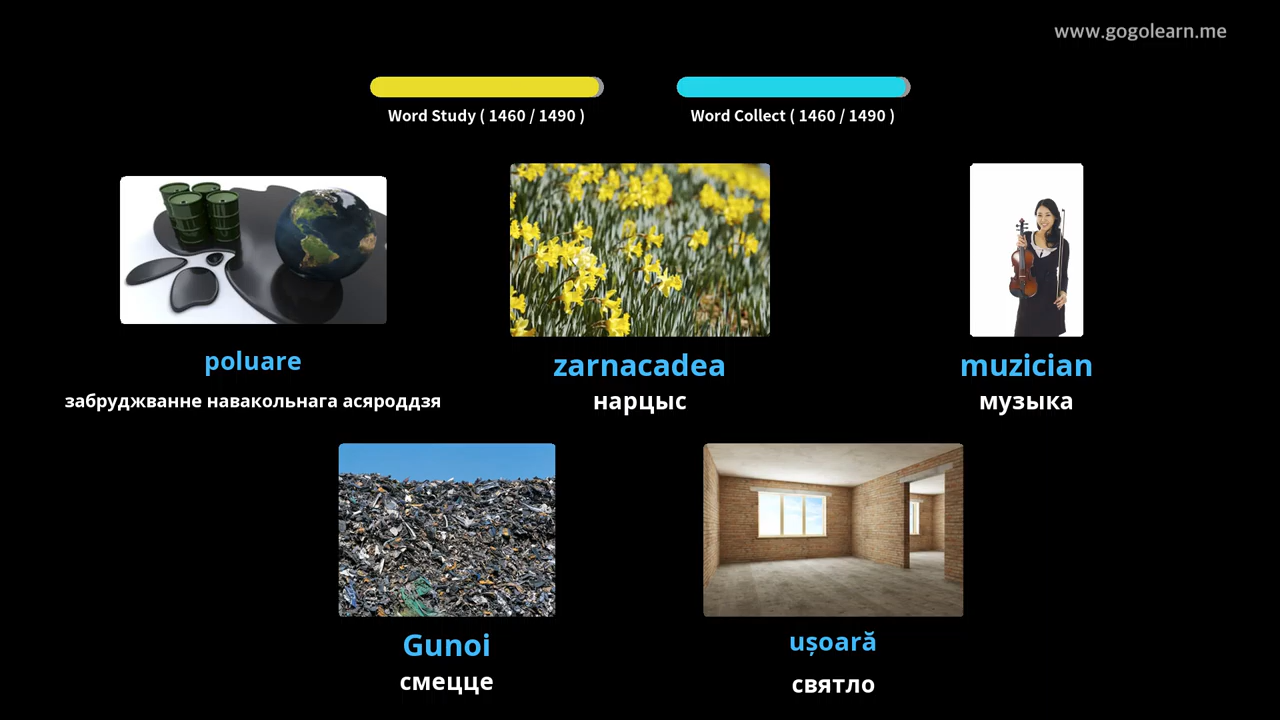 www.gogolearn.me
Word Study ( 1460 / 1490 )
Word Collect ( 1460 / 1490 )
poluare
забруджванне навакольнага асяроддзя
zarnacadea
нарцыс
muzician
музыка
Gunoi
смецце
ușoară
святло